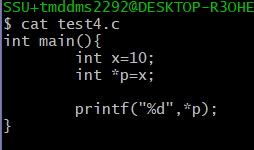 SSU+tmddms2292@DESKTOP-R3OHE
$ cat test4.c
int main(){
        int x=10;
        int *p=x;

        printf("%d",*p);
}